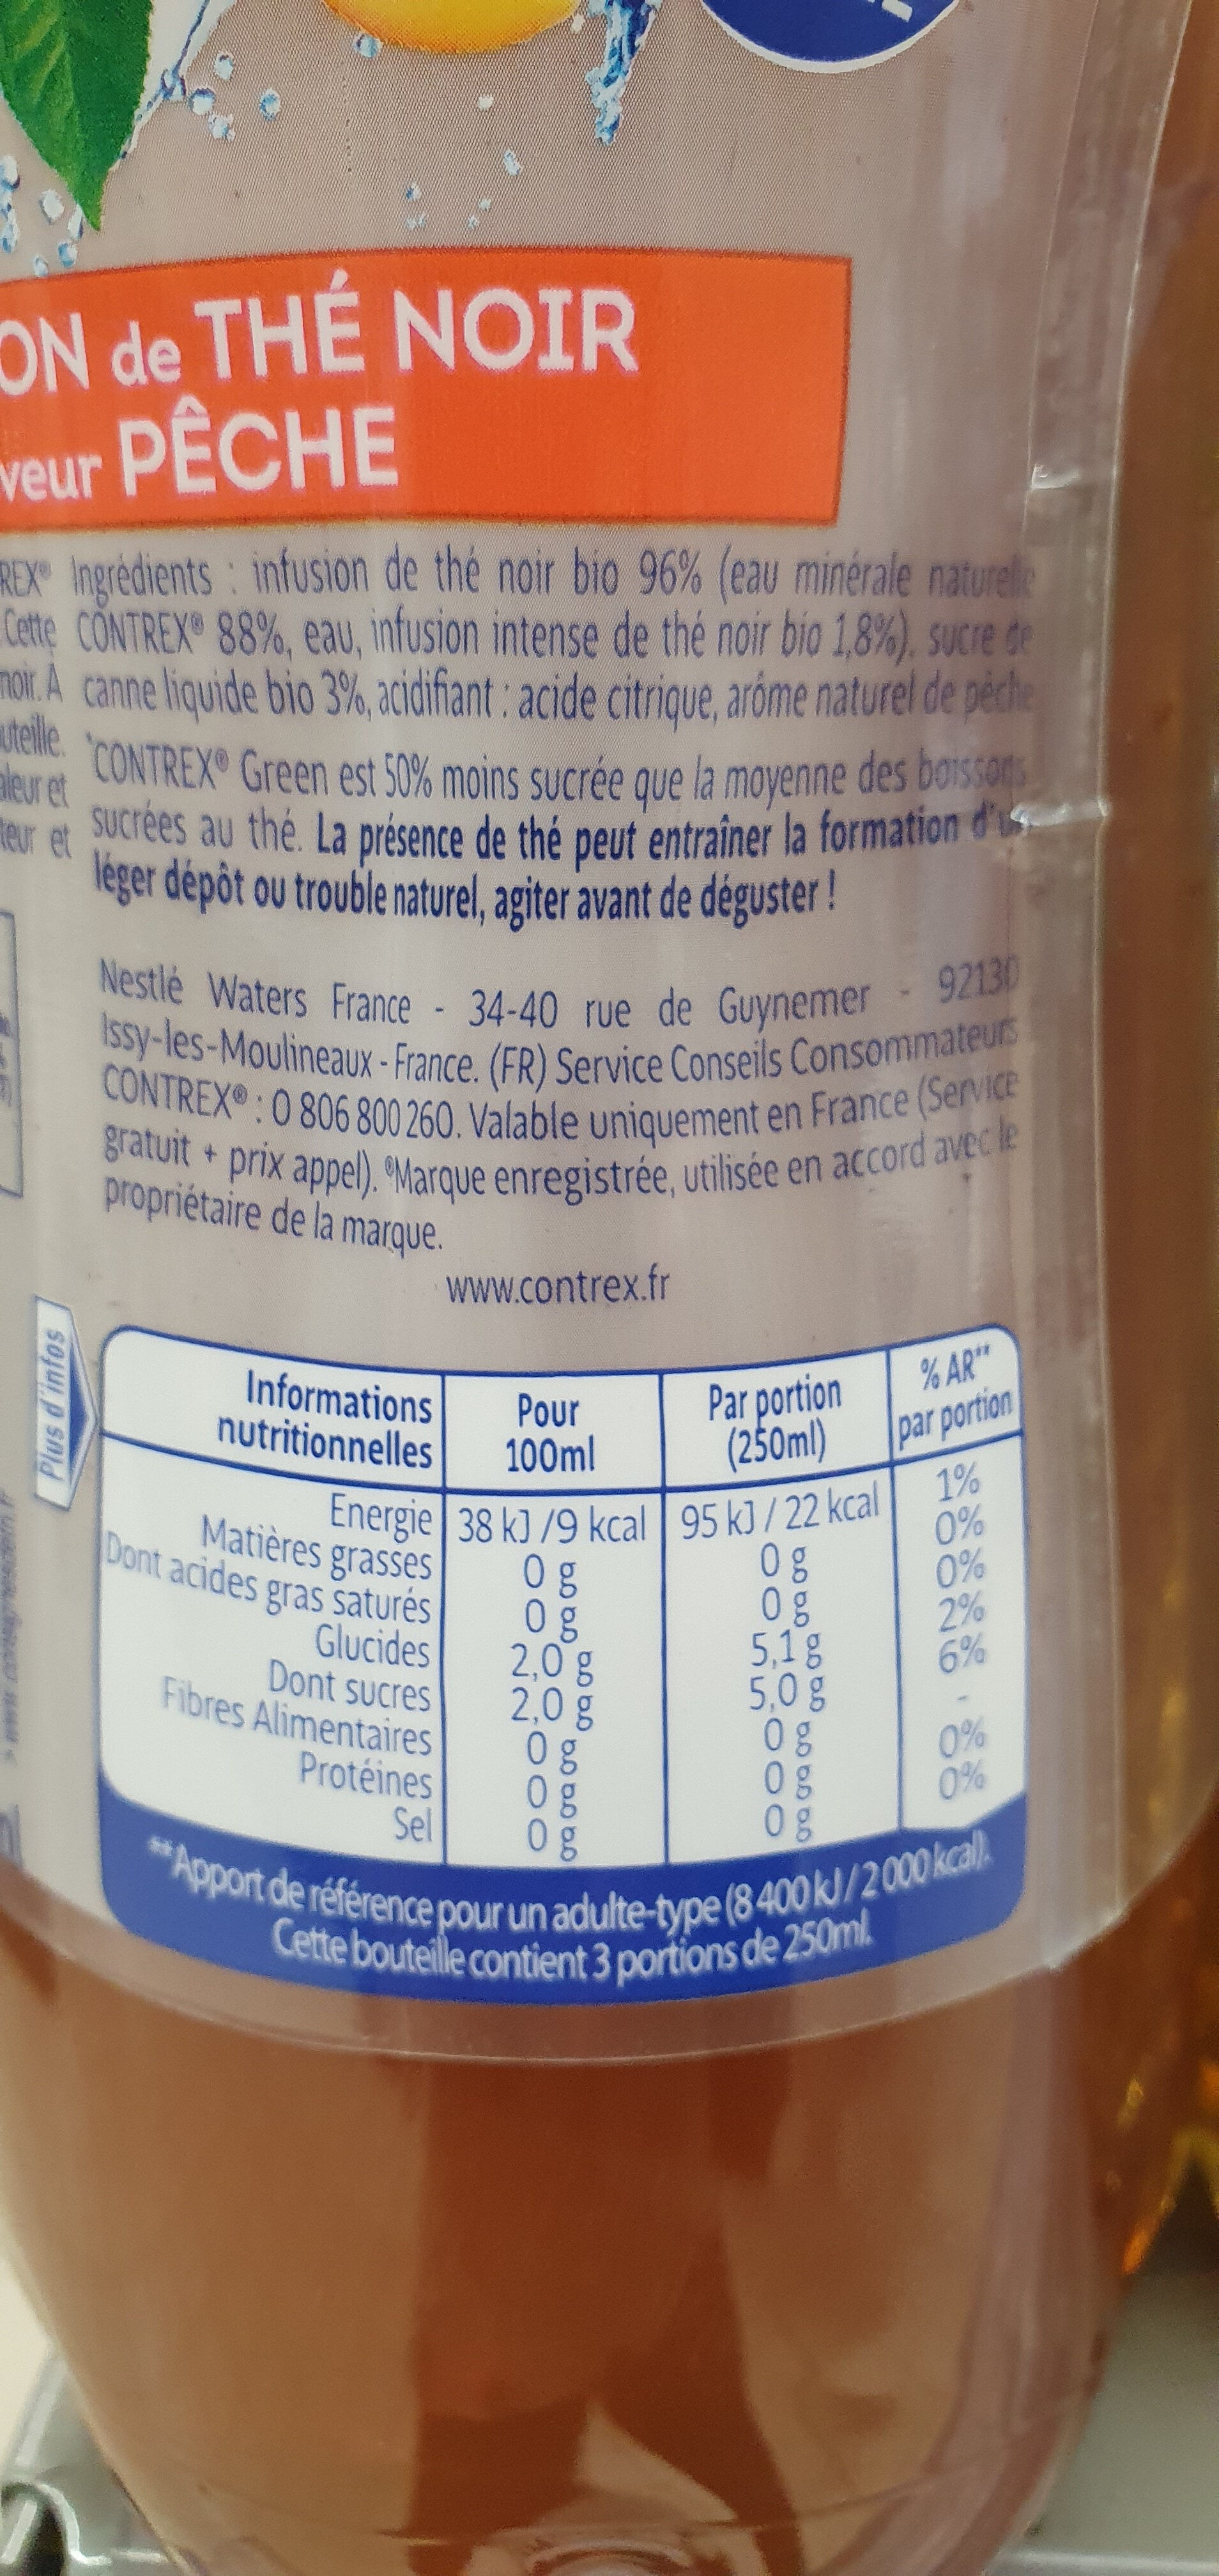 ON de THÉ NOIR
veur PÊCHE
REX®
Cette
noir. À
uteille.
aleur et
teur et
Ingrédients : infusion de thé noir bio 96% (eau minérale naturelle
CONTREX® 88%, eau, infusion intense de thé noir bio 1,8%), sucre de
canne liquide bio 3%, acidifiant : acide citrique, arôme naturel de pêche
*CONTREX® Green est 50% moins sucrée que la moyenne des boissons
sucrées au thé. La présence de thé peut entraîner la formation d'un
léger dépôt ou trouble naturel, agiter avant de déguster !
Nestlé Waters France - 34-40 rue de Guynemer - 92130
Issy-les-Moulineaux - France. (FR) Service Conseils Consommateurs
CONTREX® : 0 806 800 260. Valable uniquement en France (Service
gratuit + prix appel). ®Marque enregistrée, utilisée en accord avec le
propriétaire de la marque.
www.contrex.fr
Plus d'infos
Informations nutritionnelles Pour 100ml Par portion (250ml) % AR** par portion
Energie 38 kJ /9 kcal 95 kJ / 22 kcal 1%
Matières grasses 0 g 0 g 0%
Dont acides gras saturés 0 g 0 g 0%
Glucides 2,0 g 5,1 g 2%
Dont sucres 2,0 g 5,0 g 6%
Fibres Alimentaires 0 g 0 g -
Protéines 0 g 0 g 0%
Sel 0 g 0 g 0%
**Apport de référence pour un adulte-type (8 400 kJ / 2 000 kcal).
Cette bouteille contient 3 portions de 250ml.